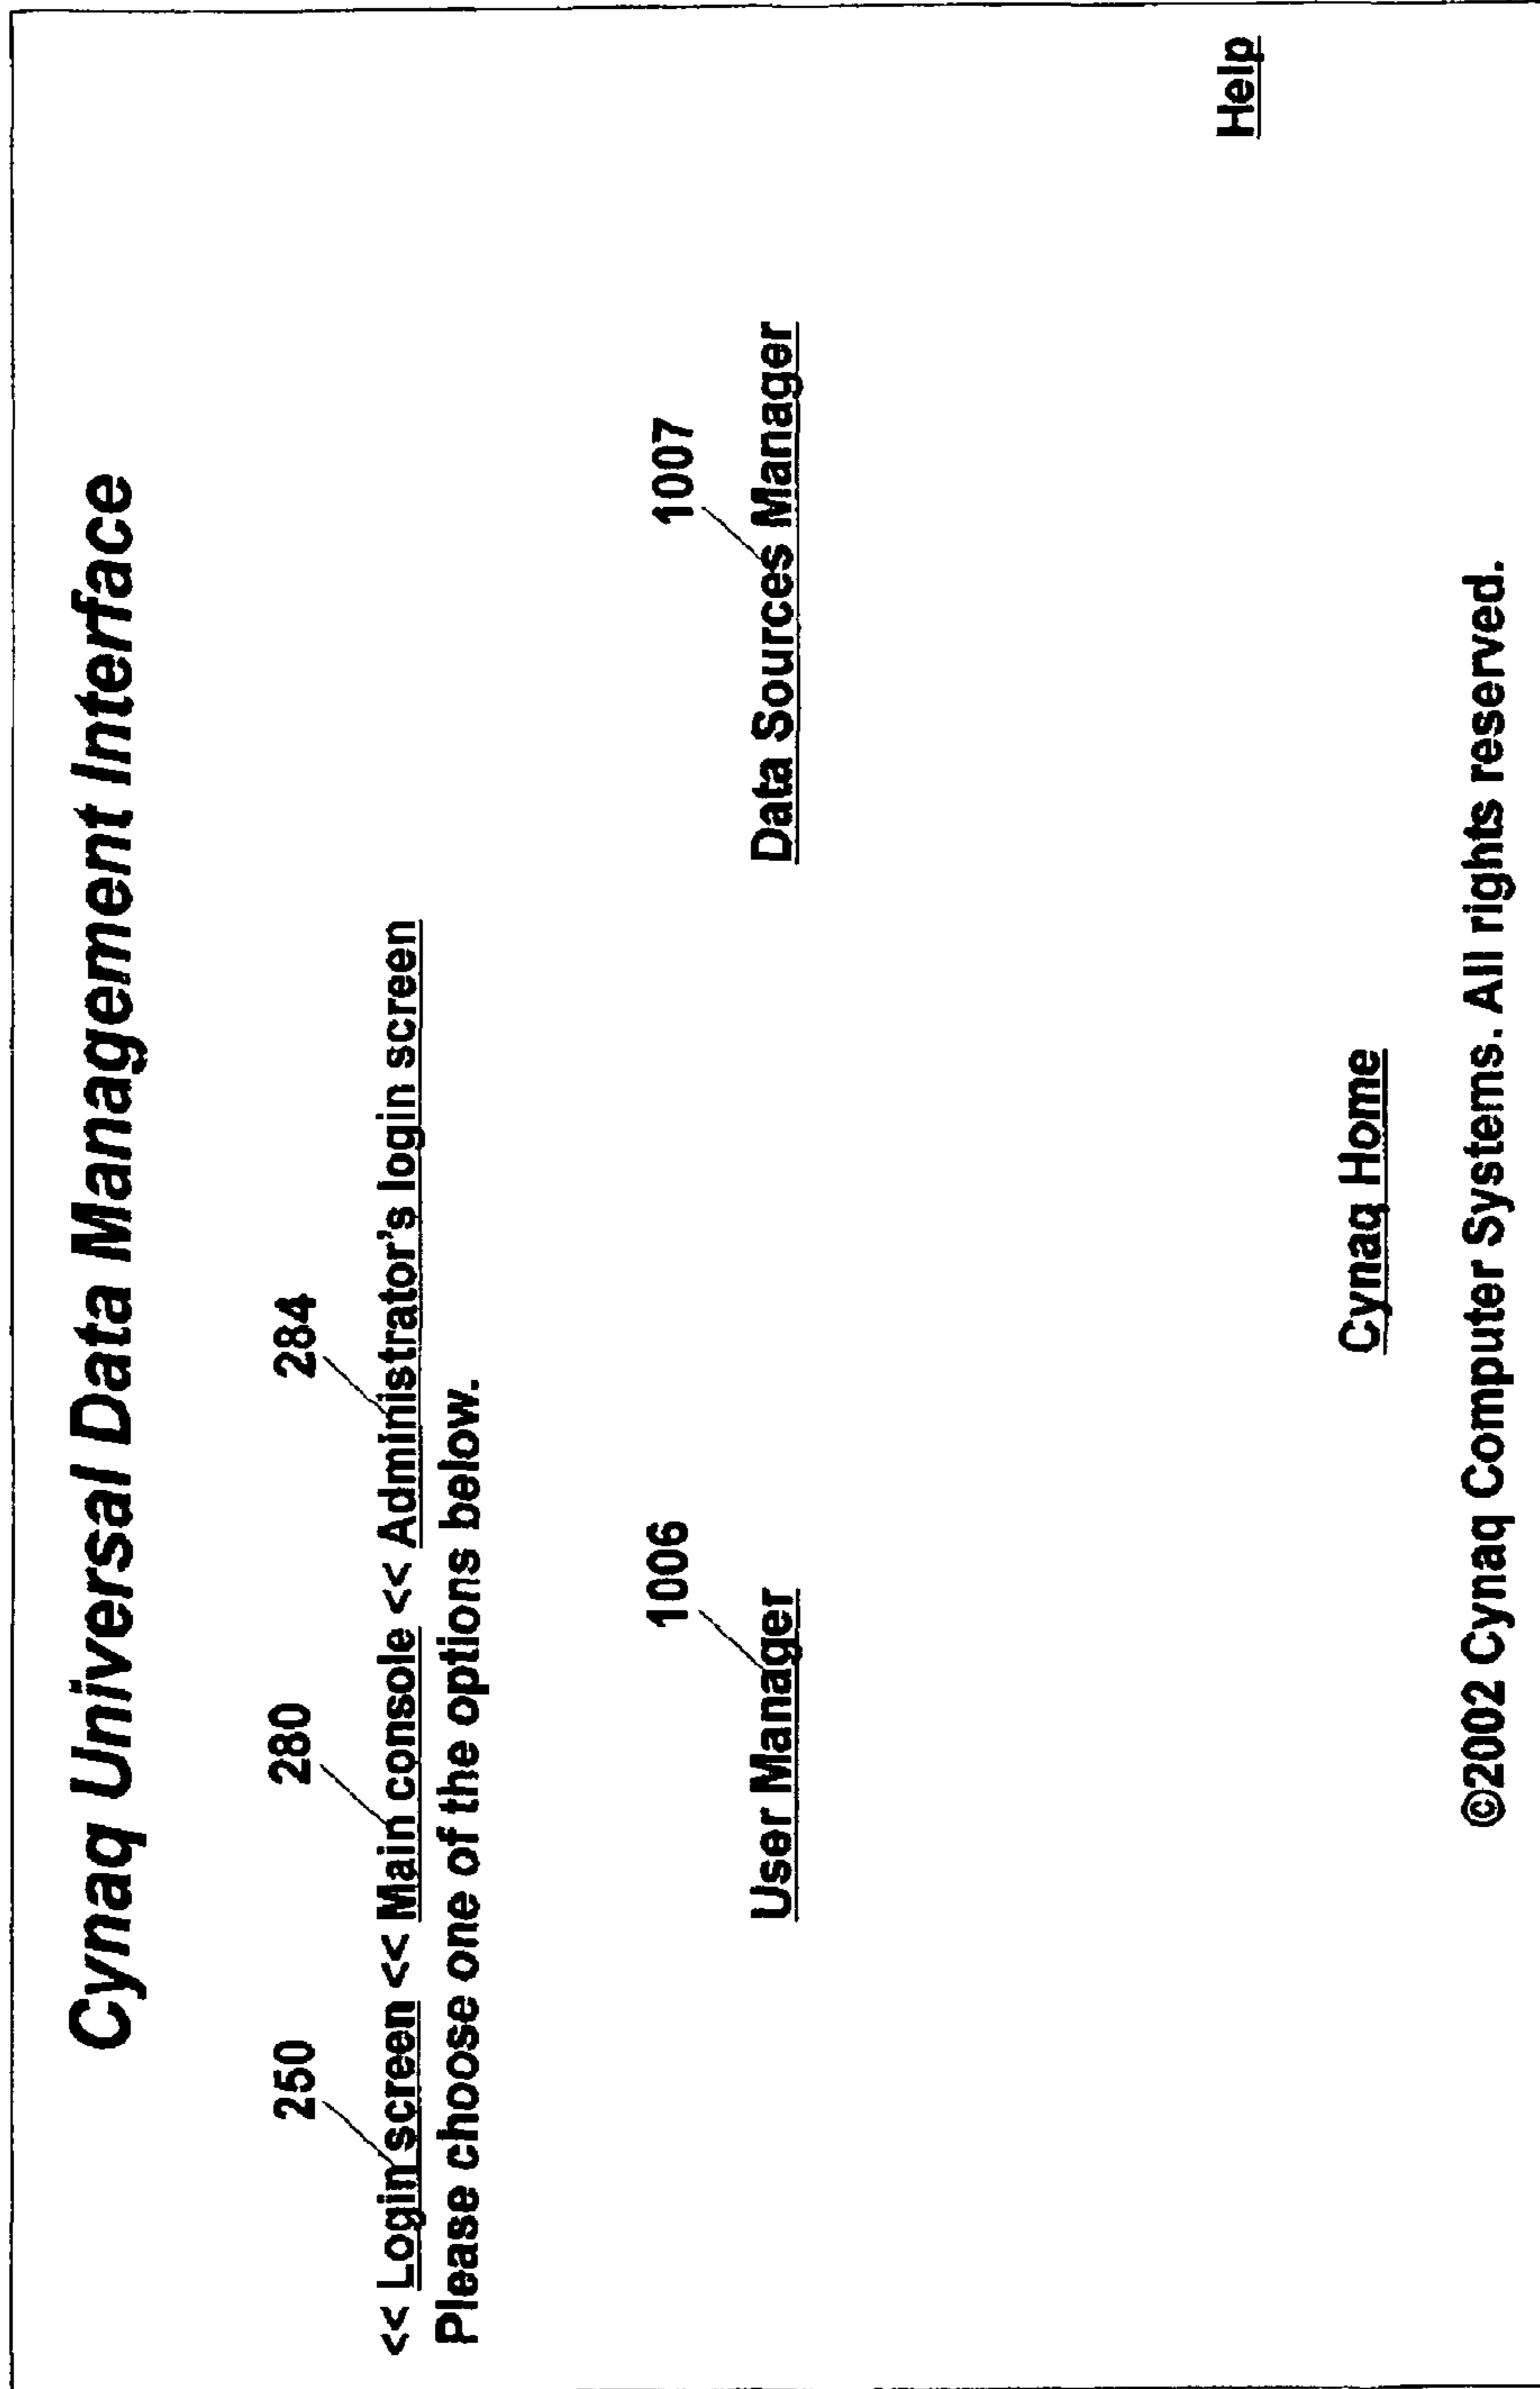 Cynaq Universal Data Management Interface
250 280 284
<< Login screen << Main console << Administrator's login screen
Please choose one of the options below.
1006 1007
User Manager Data Sources Manager
Help
Cynaq Home
©2002 Cynaq Computer Systems. All rights reserved.